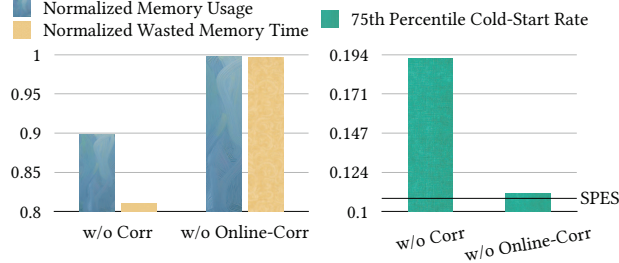 Normalized Memory Usage
Normalized Wasted Memory Time
1
0.95
0.9
0.85
0.8
w/o Corr
w/o Online-Corr
75th Percentile Cold-Start Rate
0.194
0.171
0.147
0.124
0.1
SPES
w/o Corr
w/o Online-Corr